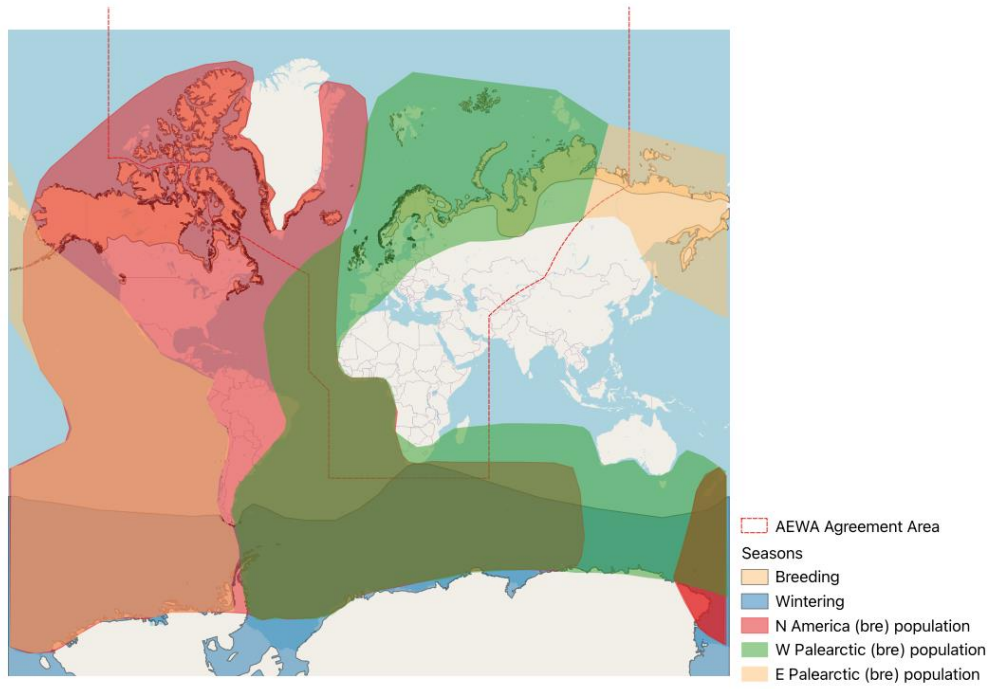 AEWA Agreement Area
Seasons
Breeding
Wintering
N America (bre) population
W Palearctic (bre) population
E Palearctic (bre) population